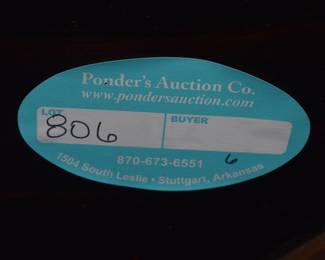 Ponder's Auction Co.
www.pondersauction.com
LOT BUYER
806
870-673-6551
6
1504 South Leslie • Stuttgart, Arkansas